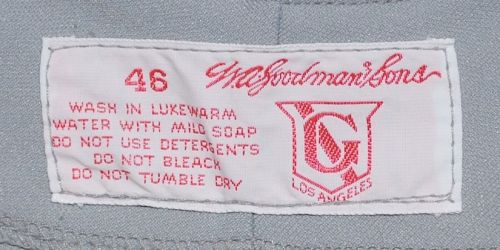 46
W.A. Goodman & Sons
WASH IN LUKEWARM
WATER WITH MILD SOAP
DO NOT USE DETERGENTS
DO NOT BLEACH
DO NOT TUMBLE DRY
G
LOS ANGELES